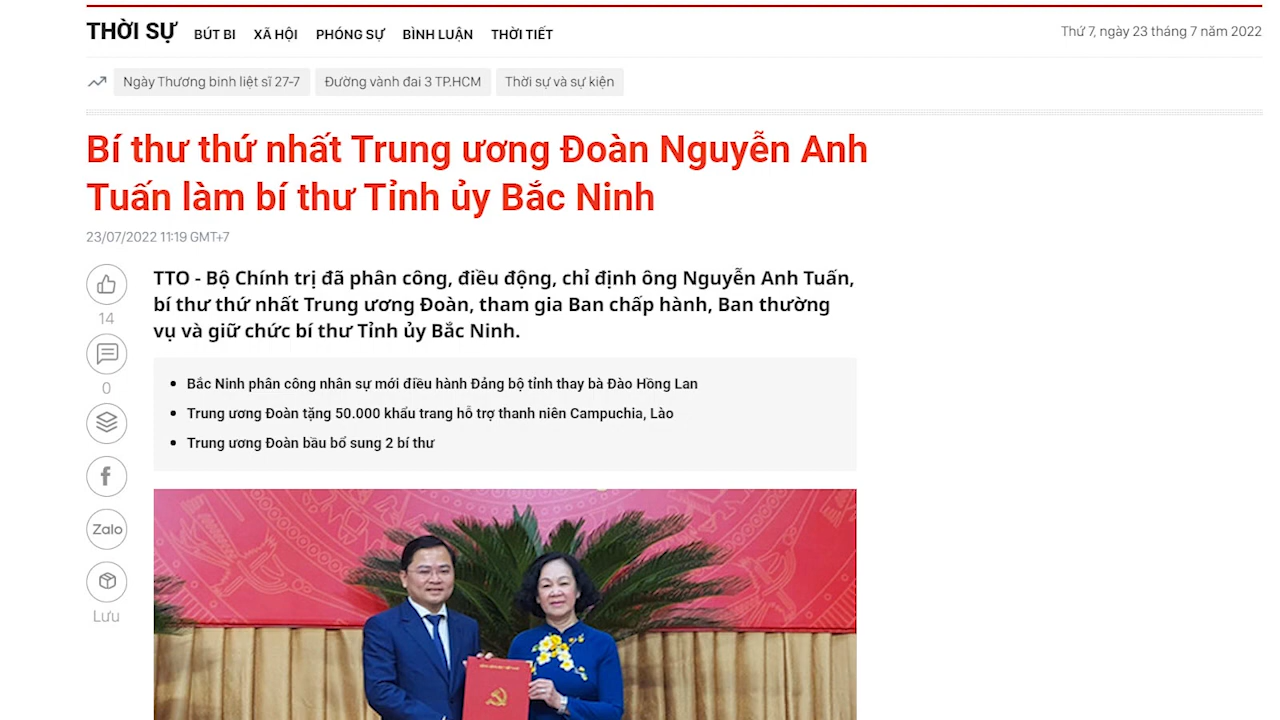 THỜI SỰ BÚT BI XÃ HỘI PHÓNG SỰ BÌNH LUẬN THỜI TIẾT Thứ 7, ngày 23 tháng 7 năm 2022
Ngày Thương binh liệt sĩ 27-7 Đường vành đai 3 TP.HCM Thời sự và sự kiện
Bí thư thứ nhất Trung ương Đoàn Nguyễn Anh
Tuấn làm bí thư Tỉnh ủy Bắc Ninh
23/07/2022 11:19 GMT+7
TTO - Bộ Chính trị đã phân công, điều động, chỉ định ông Nguyễn Anh Tuấn,
bí thư thứ nhất Trung ương Đoàn, tham gia Ban chấp hành, Ban thường
vụ và giữ chức bí thư Tỉnh ủy Bắc Ninh.
14
0
f
Zalo
Lưu
Bắc Ninh phân công nhân sự mới điều hành Đảng bộ tỉnh thay bà Đào Hồng Lan
Trung ương Đoàn tặng 50.000 khẩu trang hỗ trợ thanh niên Campuchia, Lào
Trung ương Đoàn bầu bổ sung 2 bí thư